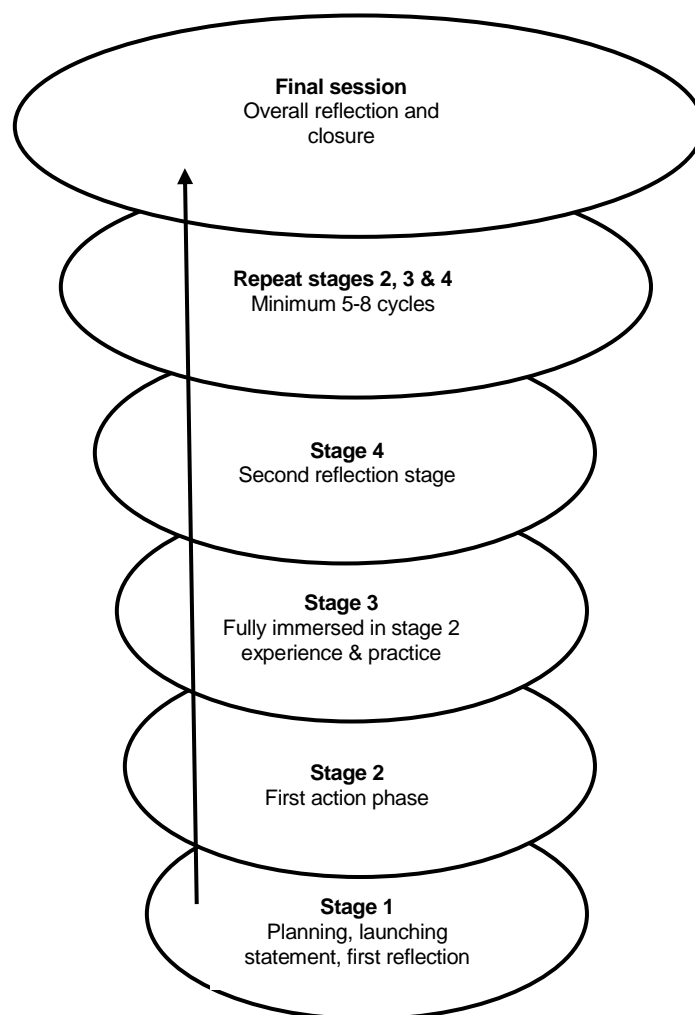 Final session
Overall reflection and
closure
Repeat stages 2, 3 & 4
Minimum 5-8 cycles
Stage 4
Second reflection stage
Stage 3
Fully immersed in stage 2
experience & practice
Stage 2
First action phase
Stage 1
Planning, launching
statement, first reflection